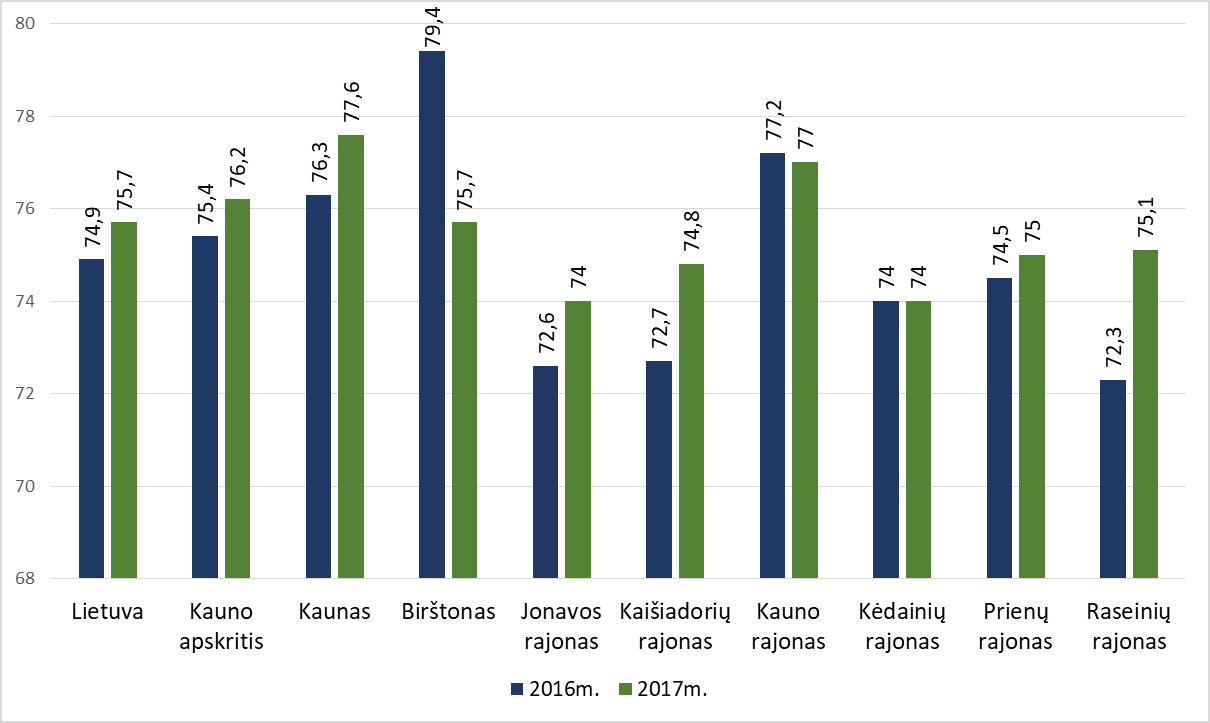 80
78
76
74
72
70
68
74,9
75,7
75,4
76,2
76,3
77,6
79,4
75,7
72,6
74
72,7
74,8
77,2
77
74
74
74,5
75
72,3
75,1
Lietuva
Kauno
apskritis
Kaunas
Birštonas
Jonavos
rajonas
Kaišiadorių
rajonas
Kauno
rajonas
Kėdainių
rajonas
Prienų
rajonas
Raseinių
rajonas
2016m. 2017m.